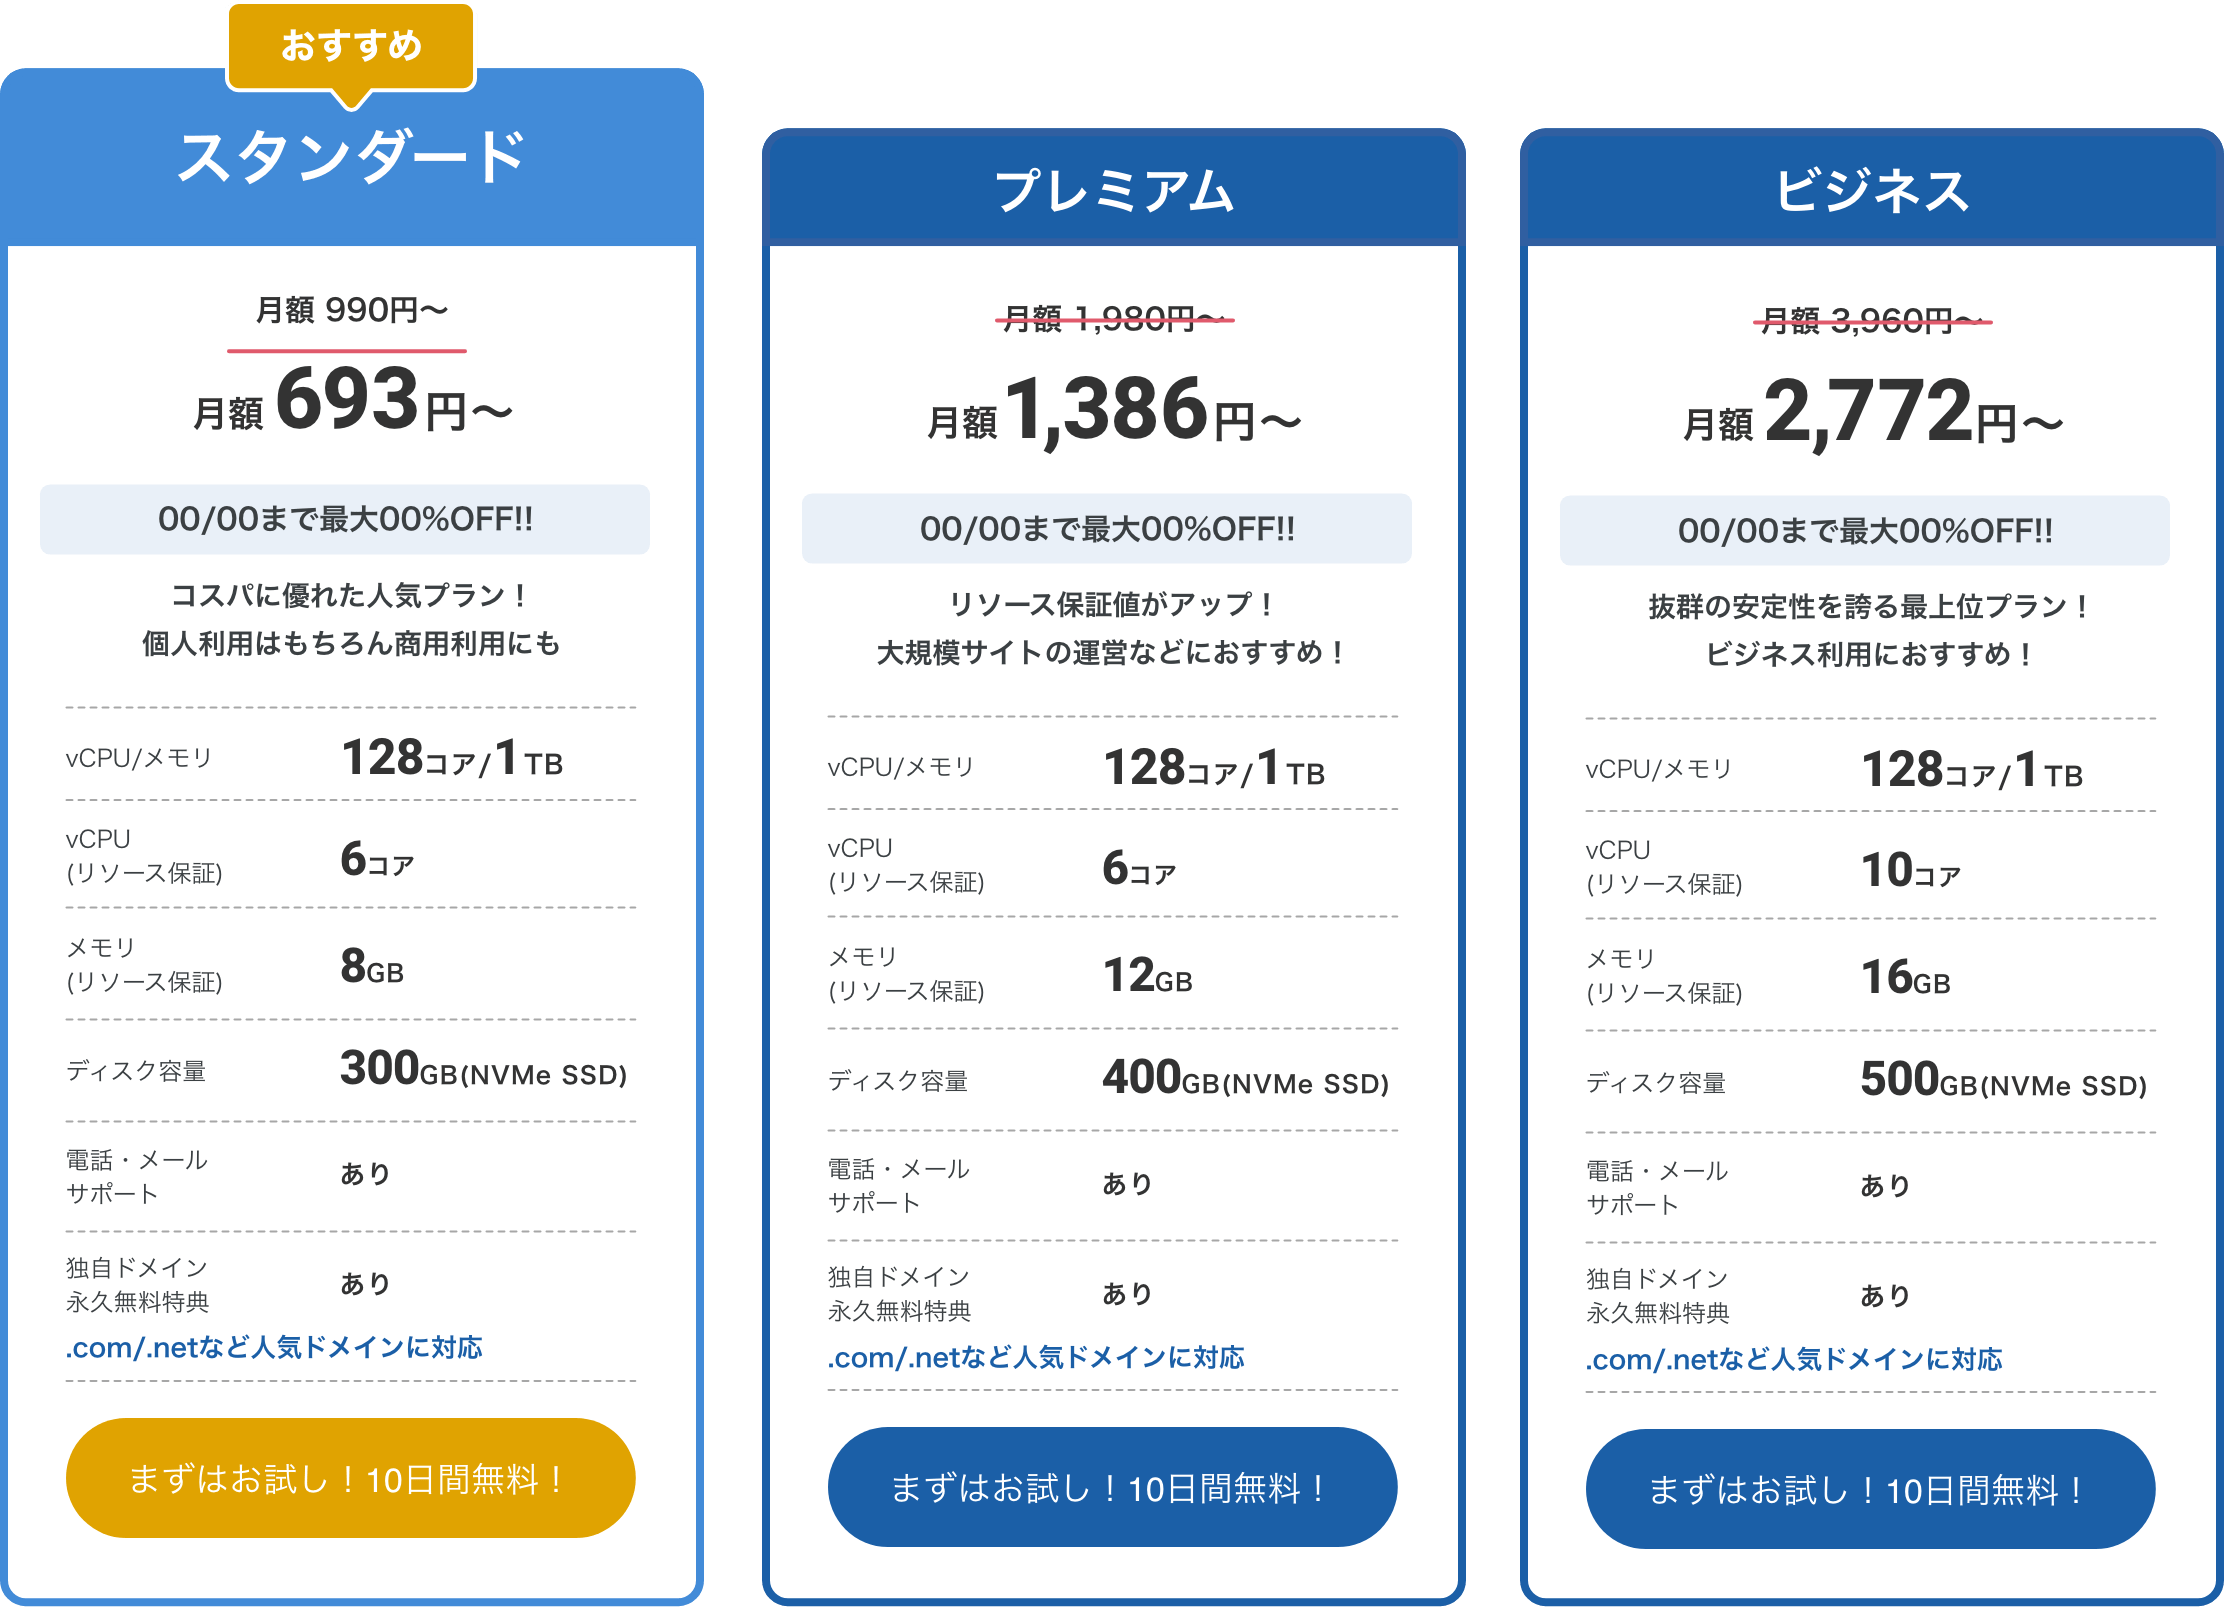 おすすめ
スタンダード
月額 990円〜
月額 693円〜
00/00まで最大00%OFF!!
コスパに優れた人気プラン！
個人利用はもちろん商用利用にも
vCPU/メモリ 128コア/1TB
vCPU
(リソース保証)
6コア
メモリ
(リソース保証)
8GB
ディスク容量 300GB(NVMe SSD)
電話・メール
サポート
あり
独自ドメイン
永久無料特典
あり
.com/.netなど人気ドメインに対応
まずはお試し！10日間無料！
プレミアム
月額 1,980円〜
月額 1,386円〜
00/00まで最大00%OFF!!
リソース保証値がアップ！
大規模サイトの運営などにおすすめ！
vCPU/メモリ 128コア/1TB
vCPU
(リソース保証)
6コア
メモリ
(リソース保証)
12GB
ディスク容量 400GB(NVMe SSD)
電話・メール
サポート
あり
独自ドメイン
永久無料特典
あり
.com/.netなど人気ドメインに対応
まずはお試し！10日間無料！
ビジネス
月額 3,960円〜
月額 2,772円〜
00/00まで最大00%OFF!!
抜群の安定性を誇る最上位プラン！
ビジネス利用におすすめ！
vCPU/メモリ 128コア/1TB
vCPU
(リソース保証)
10コア
メモリ
(リソース保証)
16GB
ディスク容量 500GB(NVMe SSD)
電話・メール
サポート
あり
独自ドメイン
永久無料特典
あり
.com/.netなど人気ドメインに対応
まずはお試し！10日間無料！